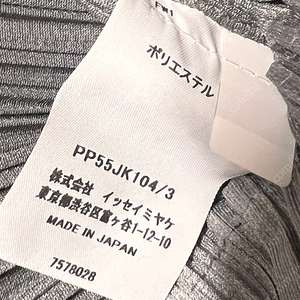 ポリエステル
PP55JK104/3
株式会社 イッセイミヤケ
東京都渋谷区富ヶ谷1-12-10
MADE IN JAPAN
7578028